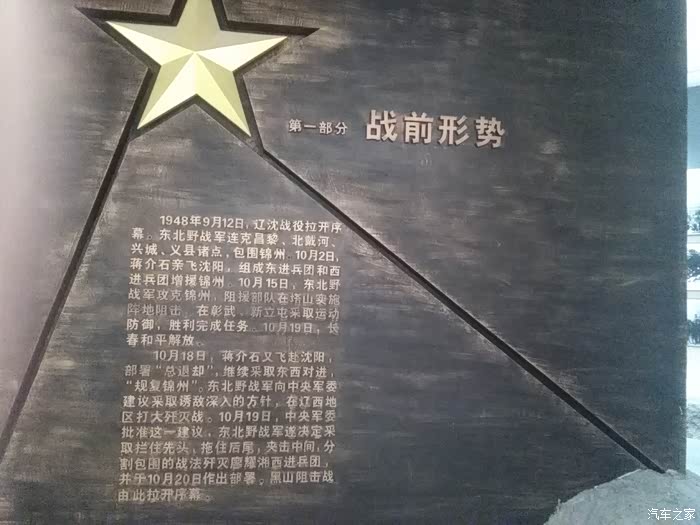 第一部分 战前形势
1948年9月12日，辽沈战役拉开序
幕。东北野战军连克昌黎、北戴河、
兴城、义县诸点，包围锦州。10月2日，
蒋介石亲飞沈阳，组成东进兵团和西
进兵团增援锦州。10月15日，东北野
战军攻克锦州，阻援部队在塔山实施
阵地阻击，在彰武、新立屯采取运动
防御，胜利完成任务。10月19日，长
春和平解放。
10月18日，蒋介石又飞赴沈阳，
部署“总退却”，继续采取东西对进，
“规复锦州”。东北野战军向中央军委
建议采取诱敌深入的方针，在辽西地
区打大歼灭战。10月19日，中央军委
批准这一建议，东北野战军遂决定采
取拦住先头，拖住后尾，夹击中间，分
割包围的战法歼灭廖耀湘西进兵团，
并于10月20日作出部署。黑山阻击战
由此拉开序幕。
汽车之家